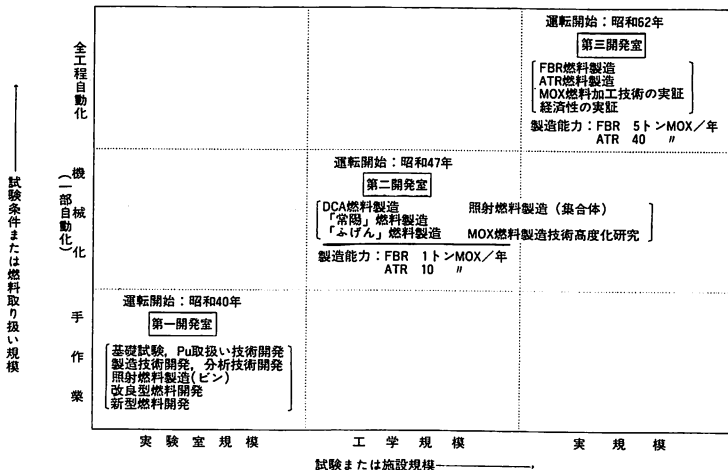 運転開始：昭和62年
第三開発室
FBR燃料製造
ATR燃料製造
MOX燃料加工技術の実証
経済性の実証
製造能力：FBR 5トンMOX／年
ATR 40 〃
全工程自動化
運転開始：昭和47年
第二開発室
DCA燃料製造 照射燃料製造（集合体）
「常陽」燃料製造
「ふげん」燃料製造 MOX燃料製造技術高度化研究
製造能力：FBR 1トンMOX／年
ATR 10 〃
機械化
（一部自動化）
運転開始：昭和40年
第一開発室
基礎試験，Pu取扱い技術開発
製造技術開発，分析技術開発
照射燃料製造(ピン)
改良型燃料開発
新型燃料開発
手作業
試験条件または燃料取り扱い規模
実験室規模 工学規模 実規模
試験または施設規模